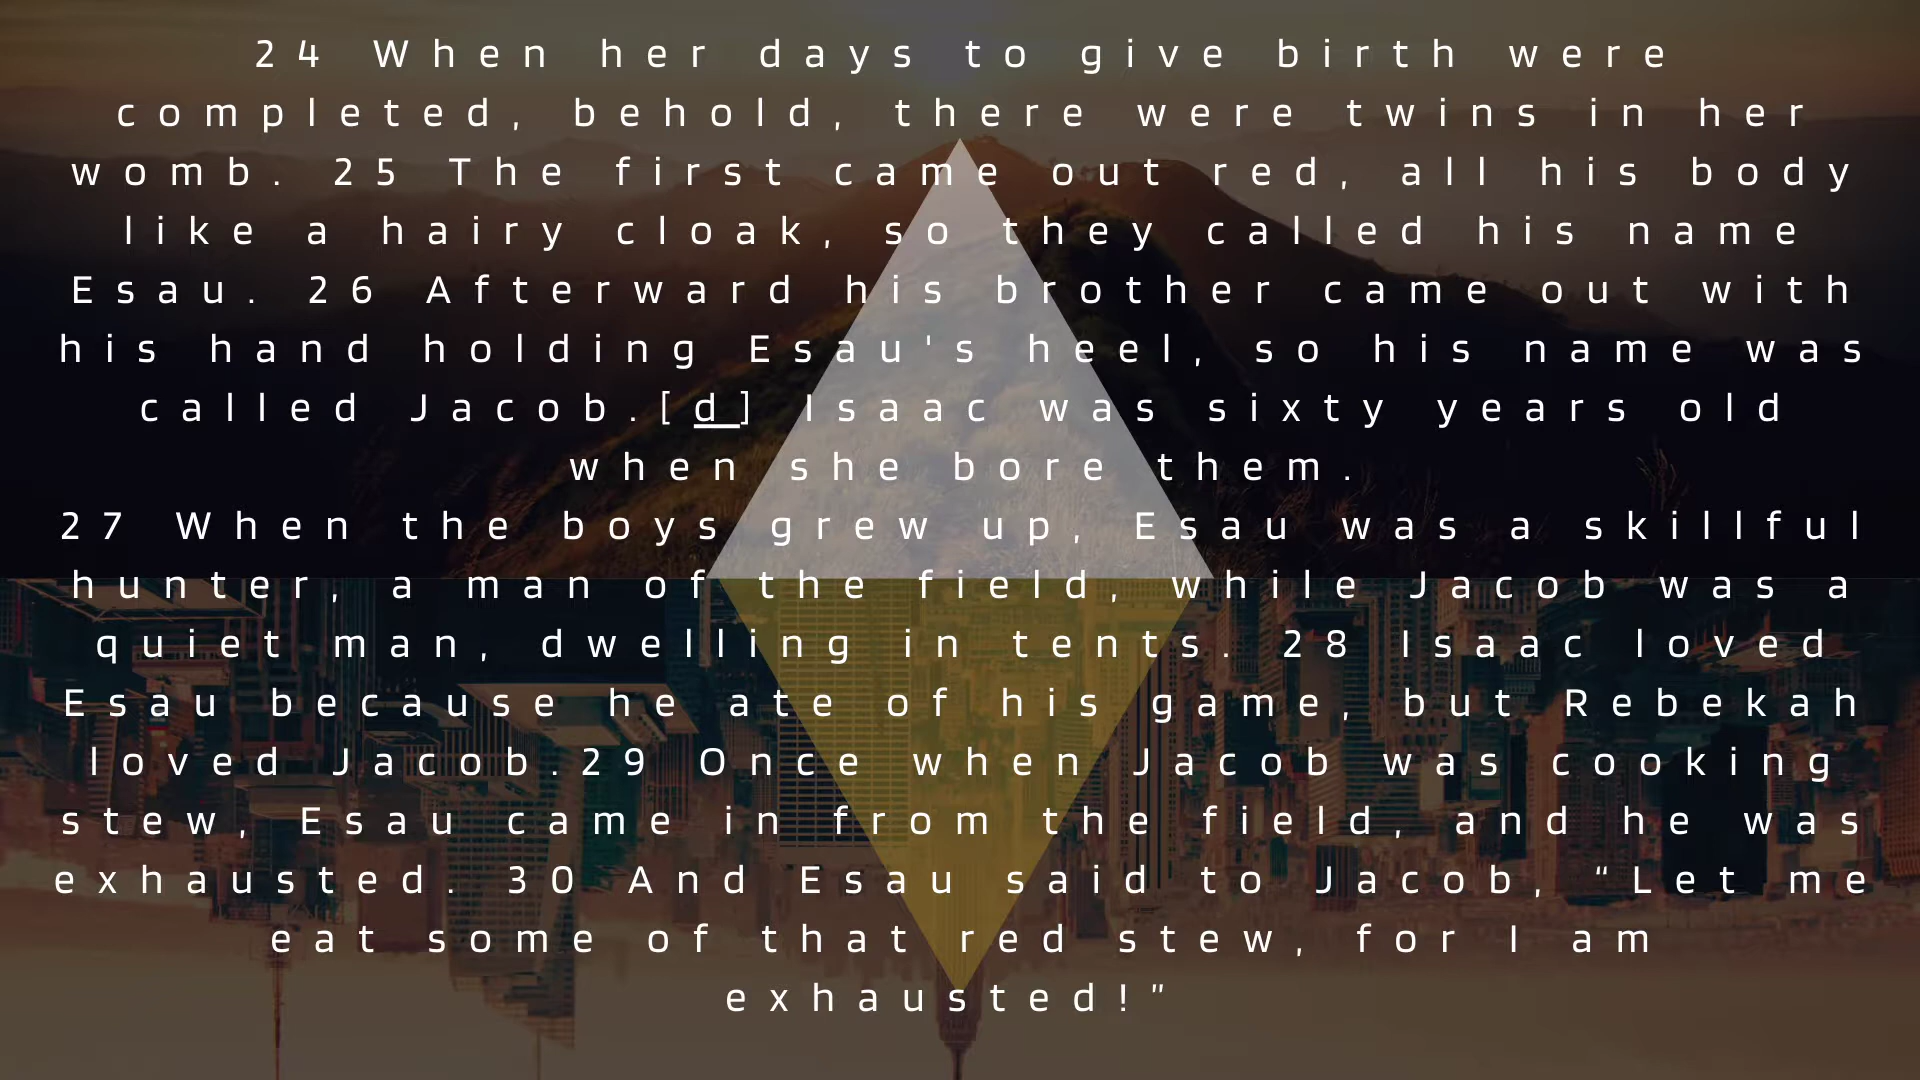 24 When her days to give birth were
completed, behold, there were twins in her
womb. 25 The first came out red, all his body
like a hairy cloak, so they called his name
Esau. 26 Afterward his brother came out with
his hand holding Esau's heel, so his name was
called Jacob.[d] Isaac was sixty years old
when she bore them.
27 When the boys grew up, Esau was a skillful
hunter, a man of the field, while Jacob was a
quiet man, dwelling in tents. 28 Isaac loved
Esau because he ate of his game, but Rebekah
loved Jacob.29 Once when Jacob was cooking
stew, Esau came in from the field, and he was
exhausted. 30 And Esau said to Jacob, “Let me
eat some of that red stew, for I am
exhausted!”